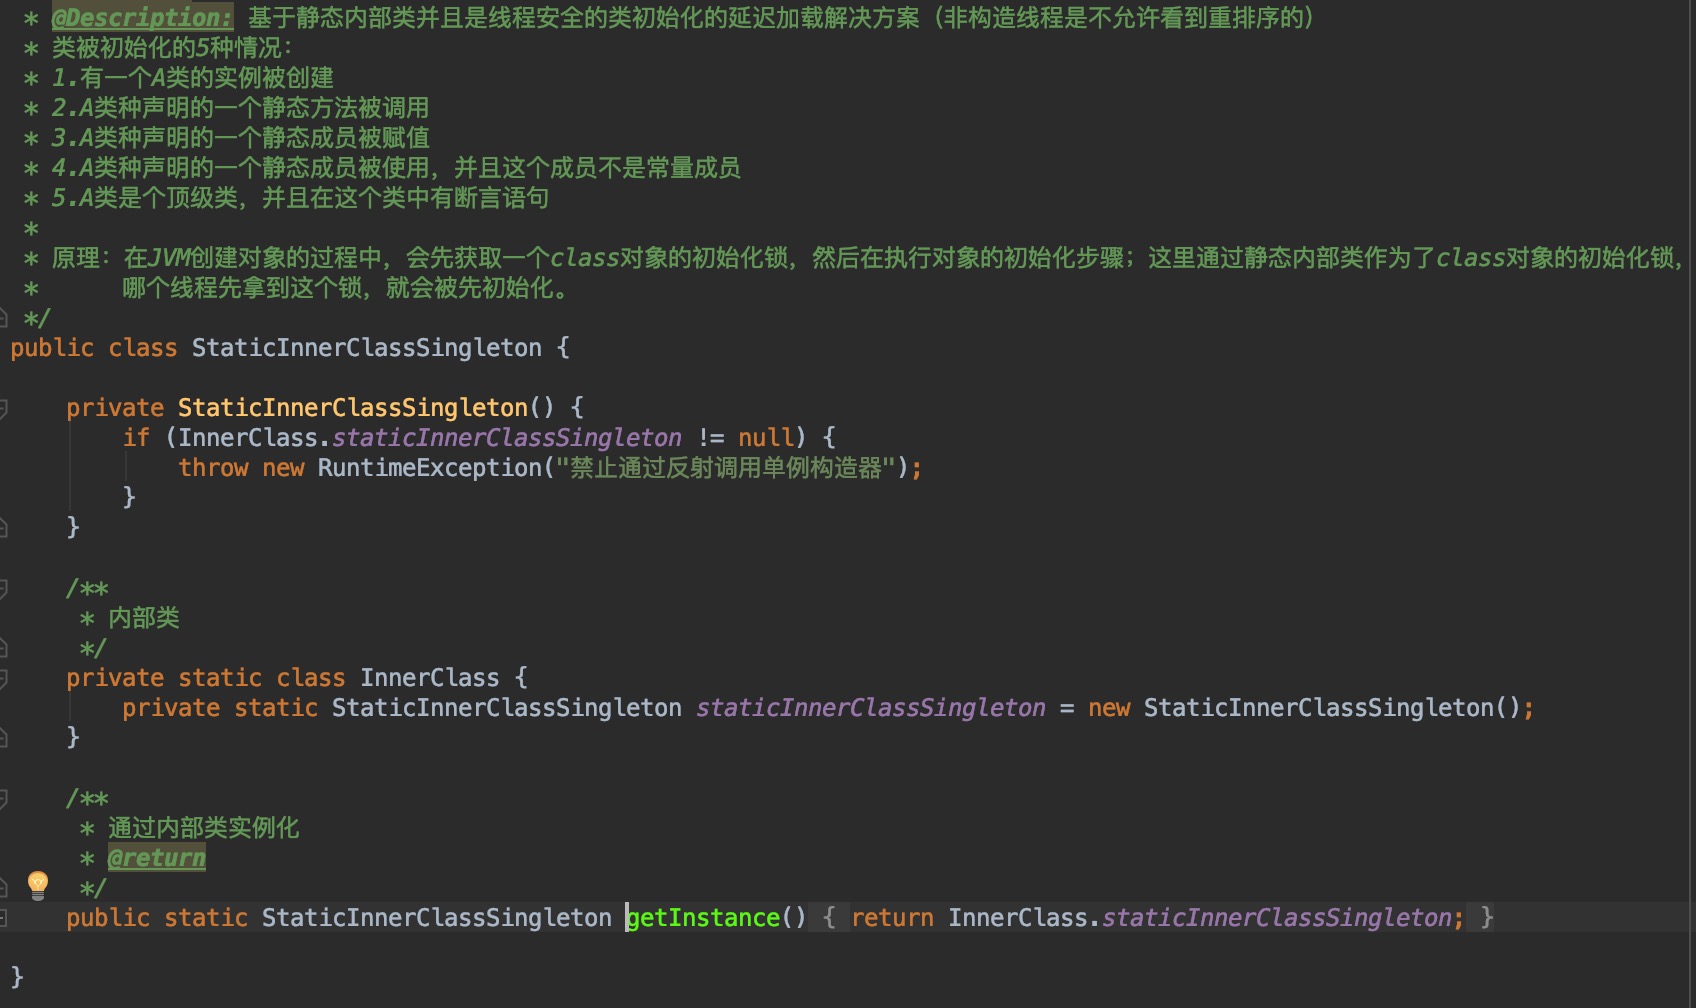 * @Description: 基于静态内部类并且是线程安全的类初始化的延迟加载解决方案（非构造线程是不允许看到重排序的）
* 类被初始化的5种情况：
* 1.有一个A类的实例被创建
* 2.A类种声明的一个静态方法被调用
* 3.A类种声明的一个静态成员被赋值
* 4.A类种声明的一个静态成员被使用，并且这个成员不是常量成员
* 5.A类是个顶级类，并且在这个类中有断言语句
*
* 原理：在JVM创建对象的过程中，会先获取一个class对象的初始化锁，然后在执行对象的初始化步骤；这里通过静态内部类作为了class对象的初始化锁，
* 哪个线程先拿到这个锁，就会被先初始化。
*/
public class StaticInnerClassSingleton {
private StaticInnerClassSingleton() {
if (InnerClass.staticInnerClassSingleton != null) {
throw new RuntimeException("禁止通过反射调用单例构造器");
}
}
/**
* 内部类
*/
private static class InnerClass {
private static StaticInnerClassSingleton staticInnerClassSingleton = new StaticInnerClassSingleton();
}
/**
* 通过内部类实例化
* @return
*/
public static StaticInnerClassSingleton getInstance() { return InnerClass.staticInnerClassSingleton; }
}